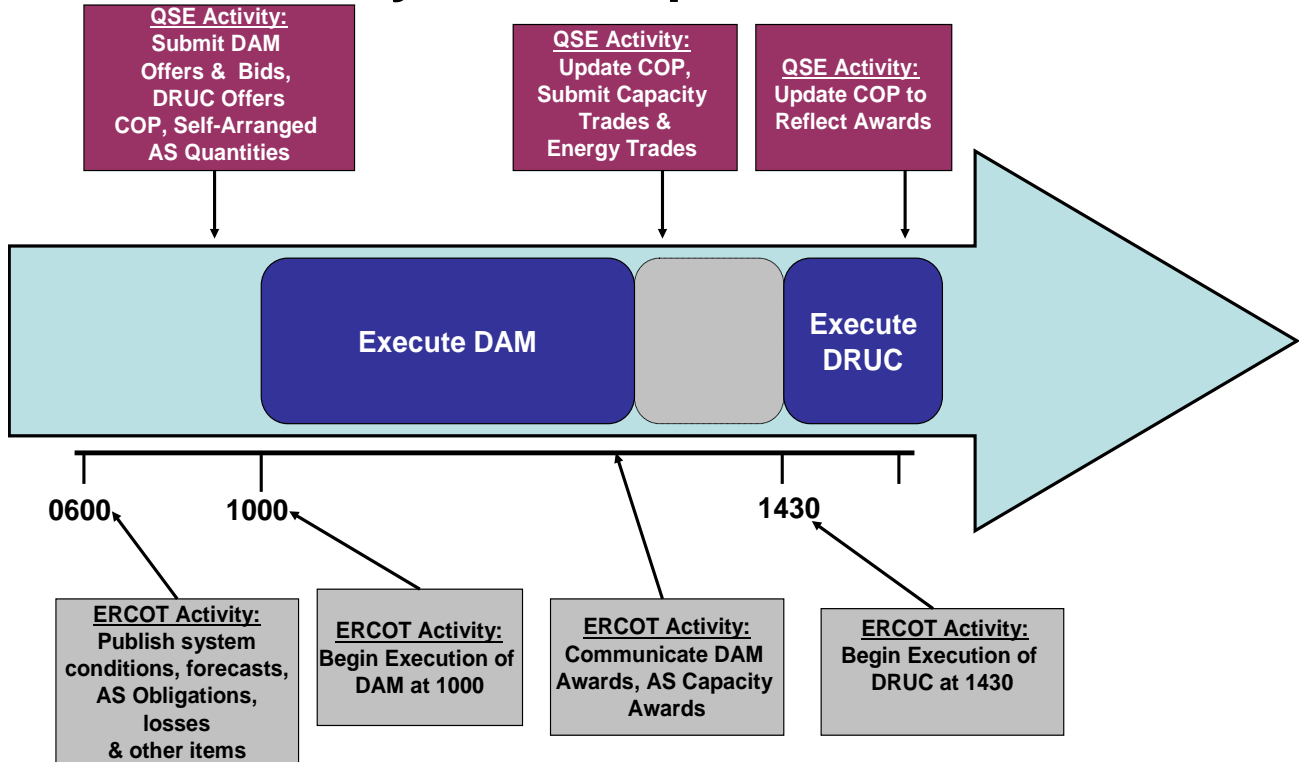 QSE Activity:
Submit DAM
Offers & Bids,
DRUC Offers
COP, Self-Arranged
AS Quantities
QSE Activity:
Update COP,
Submit Capacity
Trades &
Energy Trades
QSE Activity:
Update COP to
Reflect Awards
Execute DAM
Execute
DRUC
0600
1000
1430
ERCOT Activity:
Publish system
conditions, forecasts,
AS Obligations,
losses
& other items
ERCOT Activity:
Begin Execution of
DAM at 1000
ERCOT Activity:
Communicate DAM
Awards, AS Capacity
Awards
ERCOT Activity:
Begin Execution of
DRUC at 1430